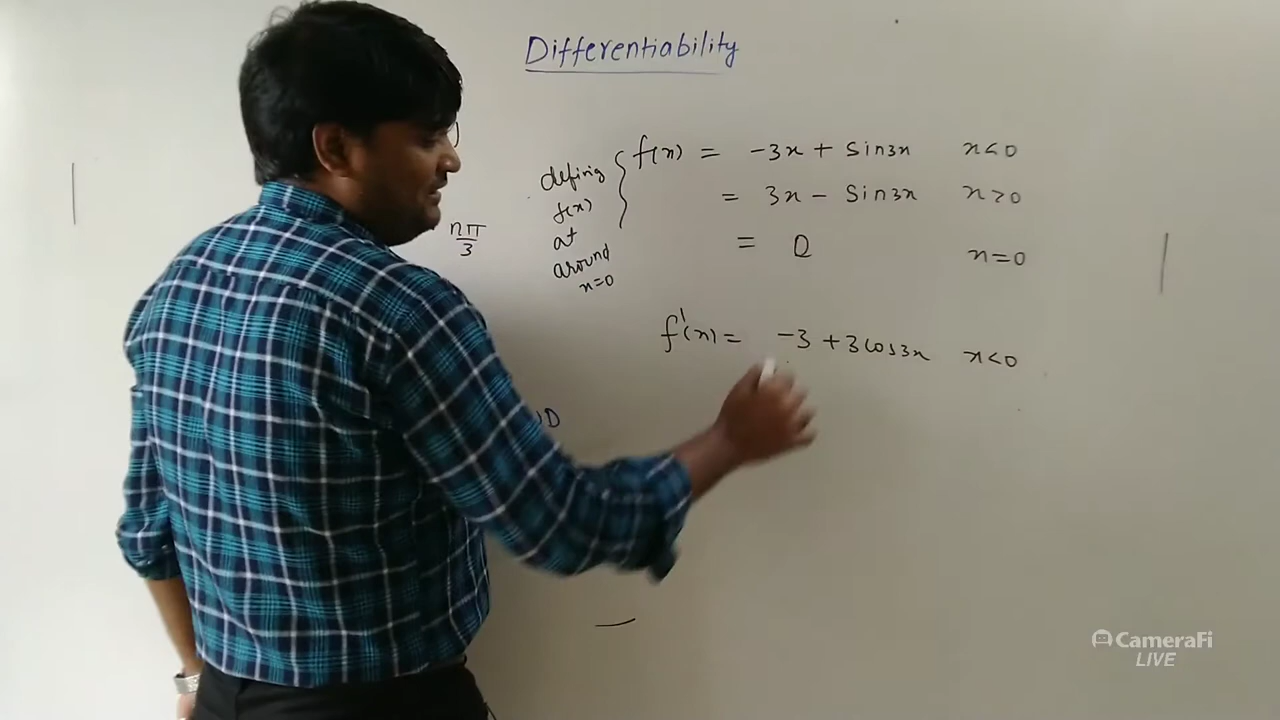 Differentiability
defing
f(x)
at
around
x=0
f(x) = -3x + sin3x x<0
= 3x - sin3x x>0
= 0 x=0
nπ/3
f'(x) = -3 + 3cos3x x<0
D
CameraFi
LIVE